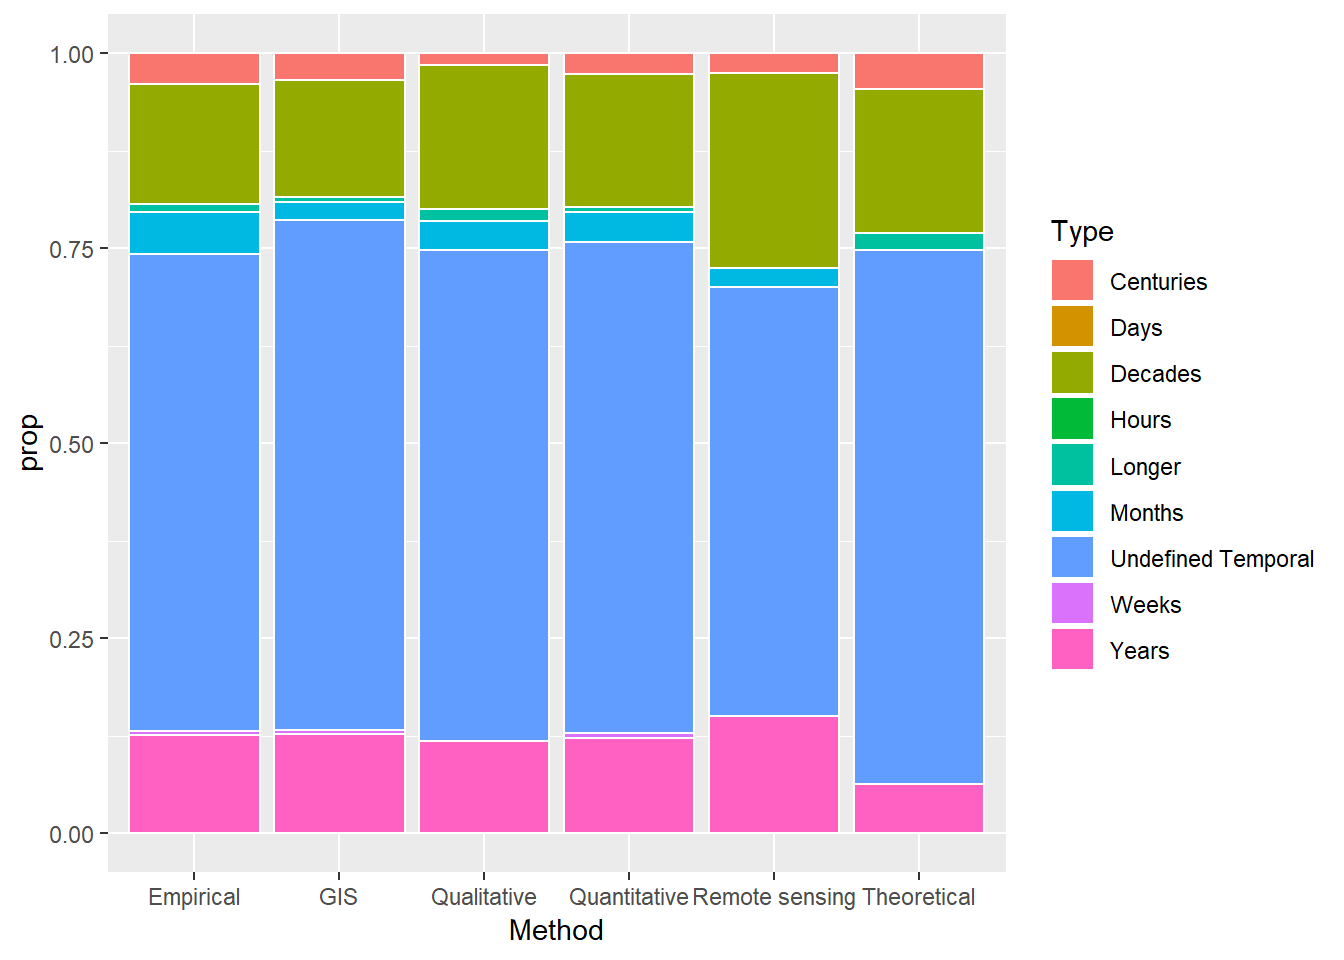 1.00
0.75
0.50
0.25
0.00
prop
Empirical
GIS
Qualitative
Quantitative
Remote sensing
Theoretical
Method
Type
Centuries
Days
Decades
Hours
Longer
Months
Undefined Temporal
Weeks
Years